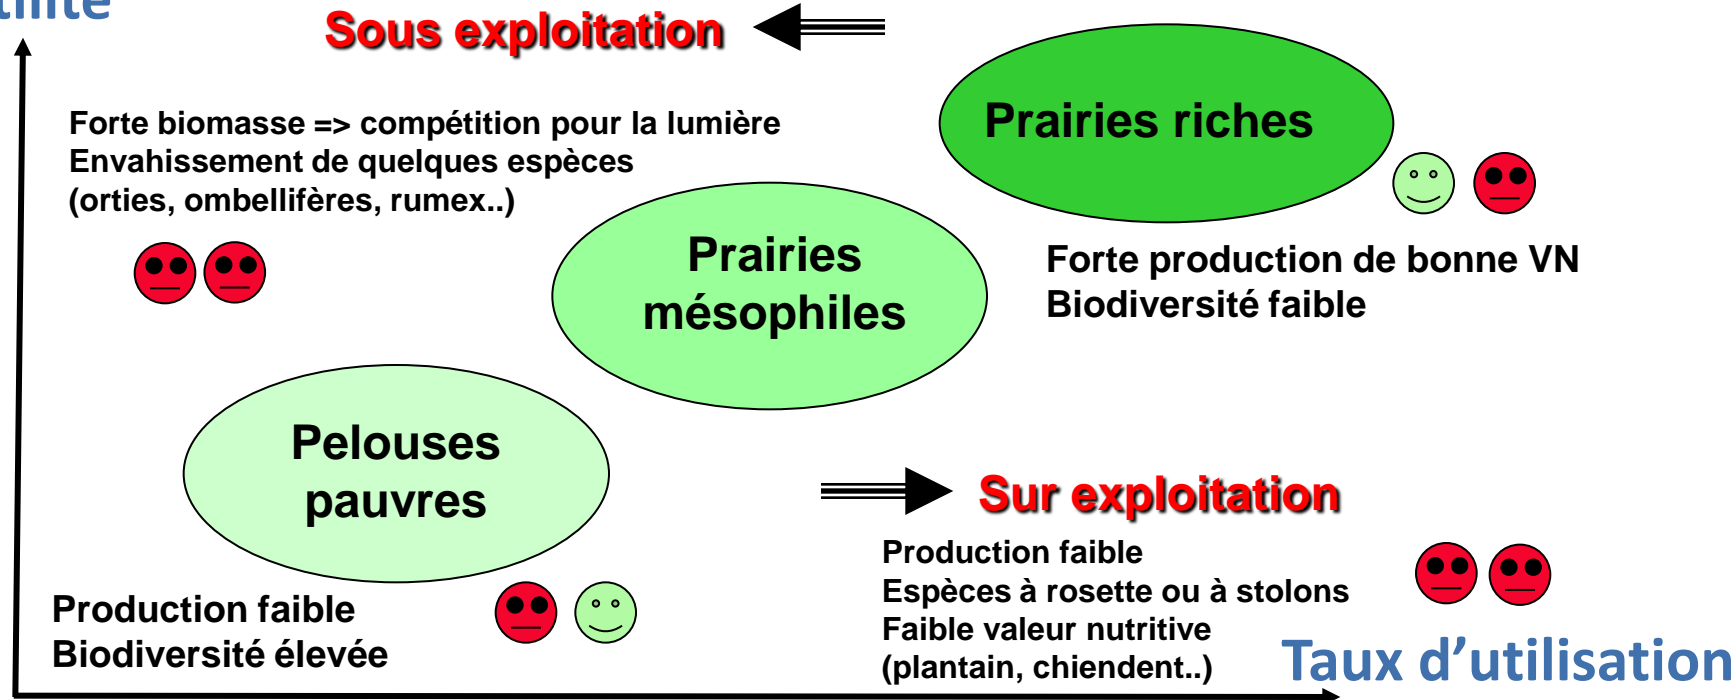 Sous exploitation
Prairies riches
Forte biomasse => compétition pour la lumière
Envahissement de quelques espèces
(orties, ombellifères, rumex..)
Prairies
mésophiles
Forte production de bonne VN
Biodiversité faible
Pelouses
pauvres
Sur exploitation
Production faible
Espèces à rosette ou à stolons
Faible valeur nutritive
(plantain, chiendent..)
Production faible
Biodiversité élevée
Taux d’utilisation